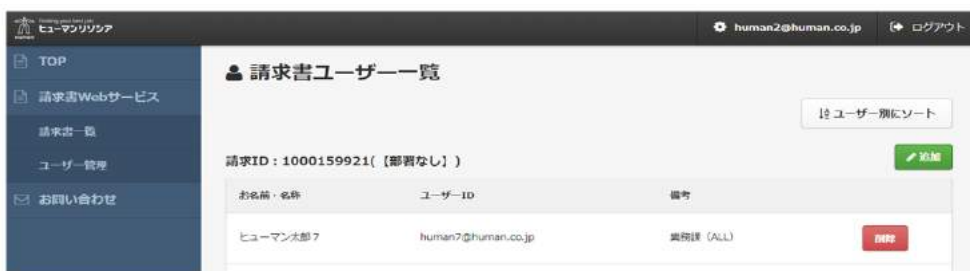 Finding your best job
ヒューマンリソシア
human
human2@human.co.jp ログアウト
TOP
請求書Webサービス
請求書一覧
ユーザー管理
お問い合わせ
請求書ユーザー一覧
ユーザー別にソート
請求ID:1000159921(【部署なし】)
追加
お名前・名称 ユーザーID 備考
ヒューマン太郎7 human7@human.co.jp 業務課 (ALL) 削除